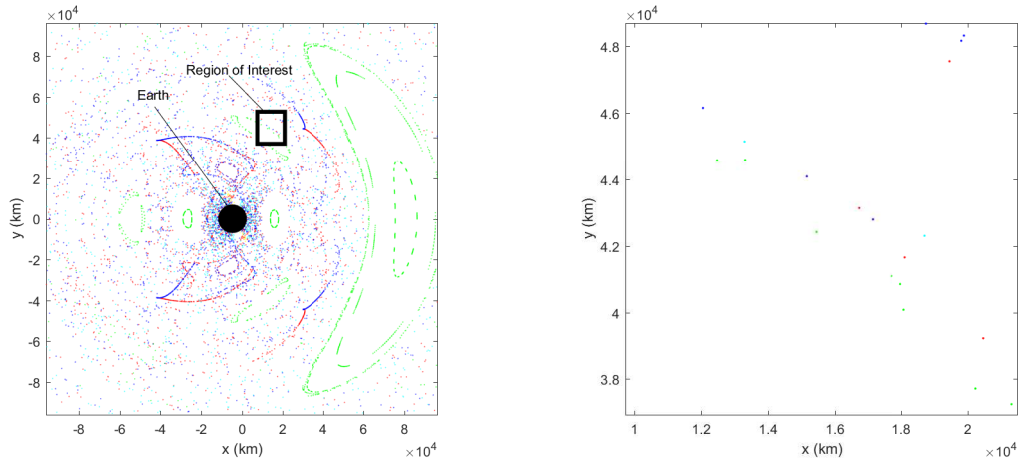 ×10⁴
8
6
4
2
0
-2
-4
-6
-8
y (km)
Region of Interest
Earth
-8 -6 -4 -2 0 2 4 6 8
x (km)
×10⁴
×10⁴
4.8
4.6
4.4
4.2
4
3.8
y (km)
1 1.2 1.4 1.6 1.8 2
x (km)
×10⁴